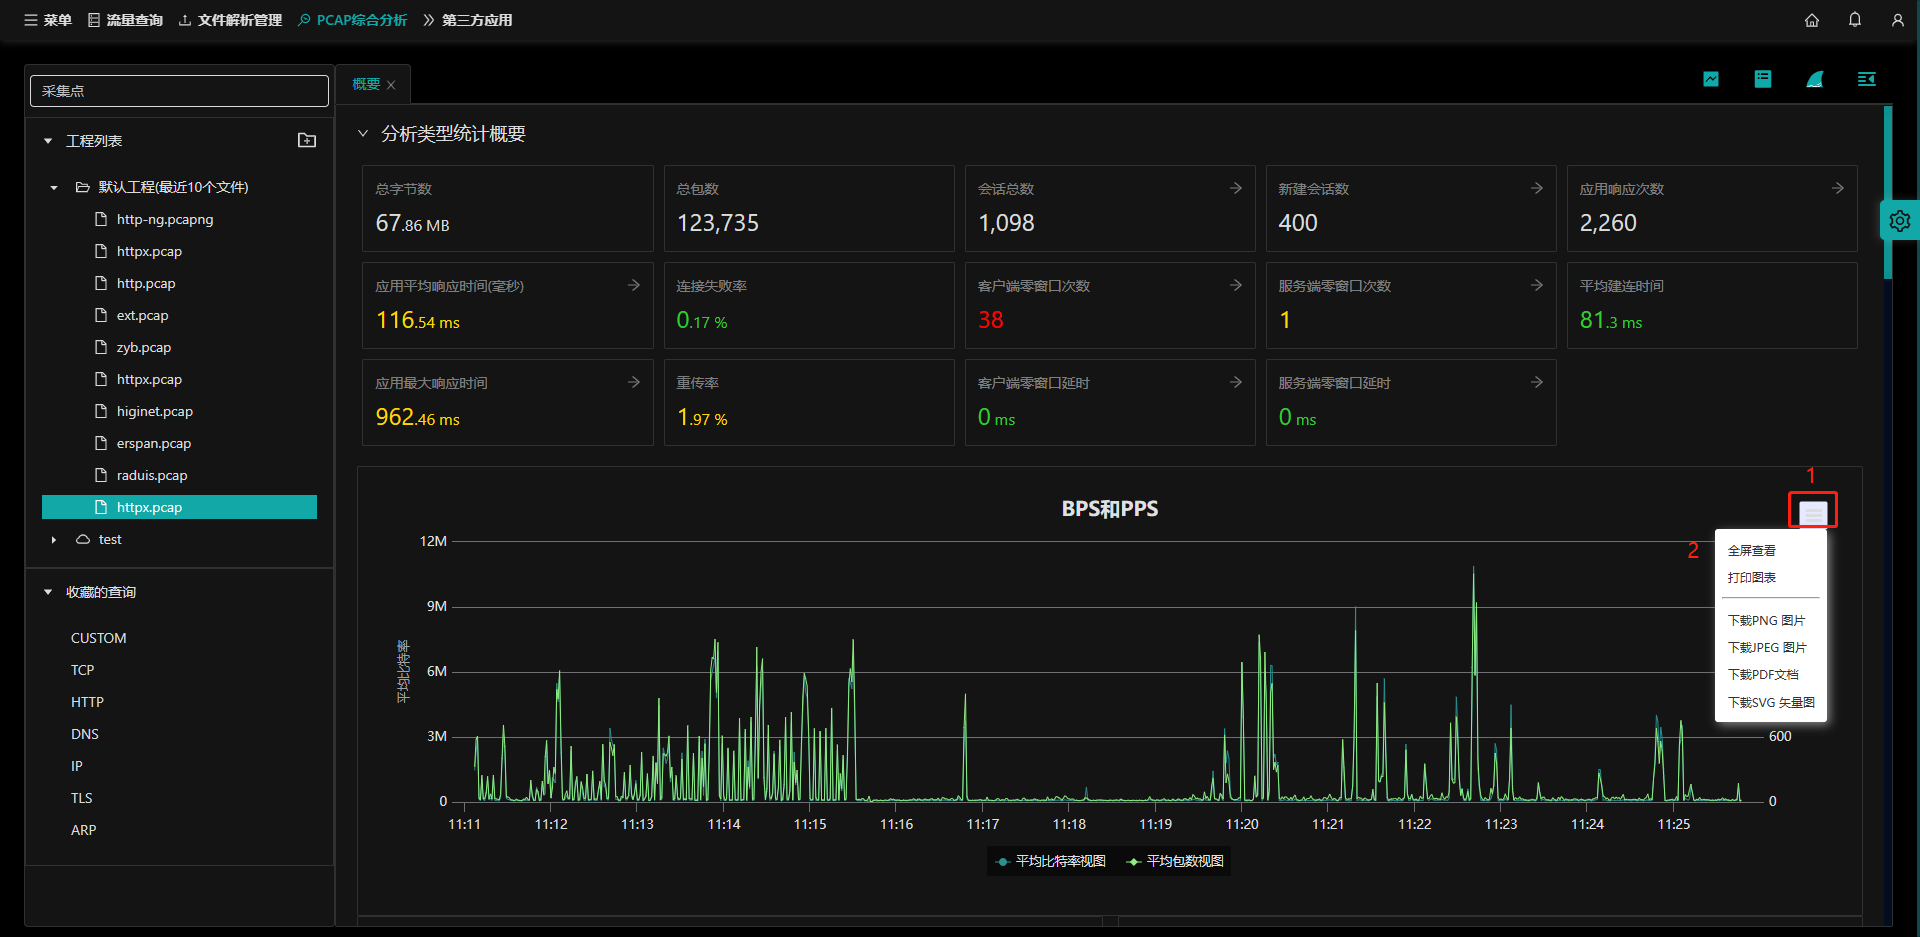 菜单 流量查询 文件解析管理 PCAP综合分析 第三方应用
采集点
工程列表
默认工程(最近10个文件)
http-ng.pcapng
httpx.pcap
http.pcap
ext.pcap
zyb.pcap
httpx.pcap
higinet.pcap
erspan.pcap
raduis.pcap
httpx.pcap
test
收藏的查询
CUSTOM
TCP
HTTP
DNS
IP
TLS
ARP
概要
分析类型统计概要
总字节数
67.86 MB
总包数
123,735
会话总数
1,098
新建会话数
400
应用响应次数
2,260
应用平均响应时间(毫秒)
116.54 ms
连接失败率
0.17 %
客户端零窗口次数
38
服务端零窗口次数
1
平均建连时间
81.3 ms
应用最大响应时间
962.46 ms
重传率
1.97 %
客户端零窗口延时
0 ms
服务端零窗口延时
0 ms
1
BPS和PPS
2
全屏查看
打印图表
下载PNG 图片
下载JPEG 图片
下载PDF文档
下载SVG 矢量图
平均比特率
12M
9M
6M
3M
0
600
0
11:11 11:12 11:13 11:14 11:15 11:16 11:17 11:18 11:19 11:20 11:21 11:22 11:23 11:24 11:25
平均比特率视图 平均包数视图